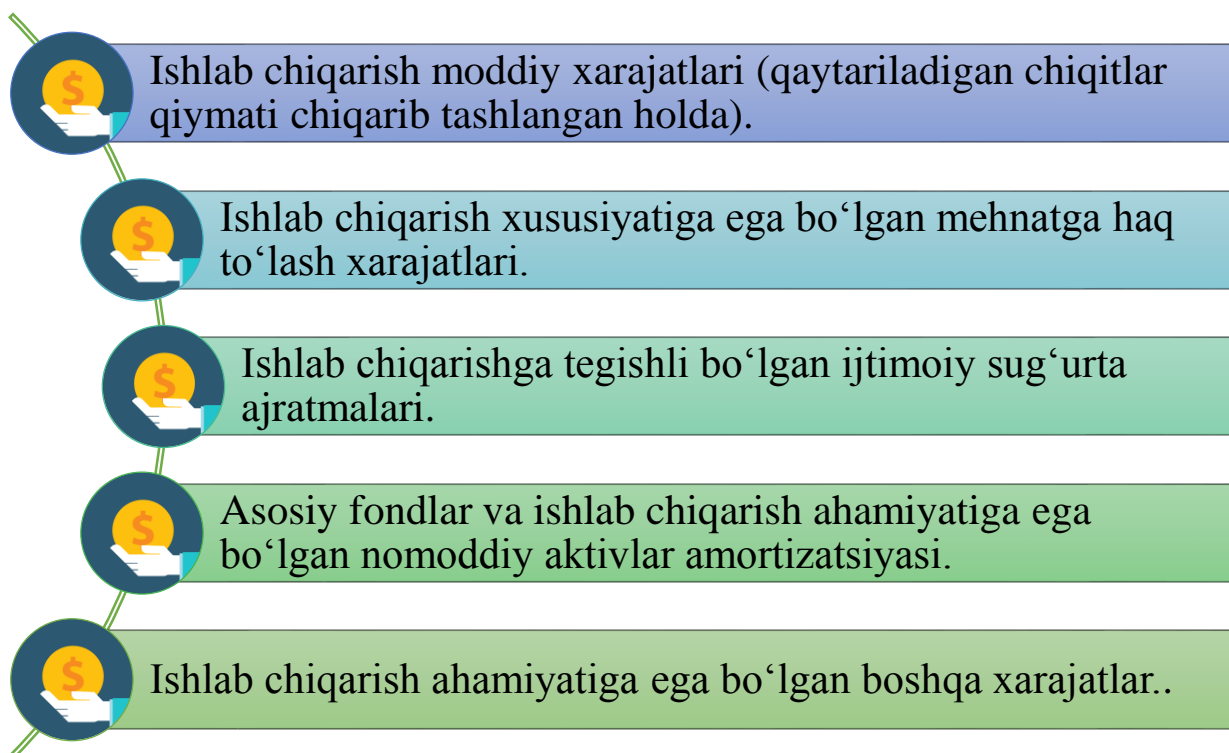 Ishlab chiqarish moddiy xarajatlari (qaytariladigan chiqitlar
qiymati chiqarib tashlangan holda).
Ishlab chiqarish xususiyatiga ega bo‘lgan mehnatga haq
to‘lash xarajatlari.
Ishlab chiqarishga tegishli bo‘lgan ijtimoiy sug‘urta
ajratmalari.
Asosiy fondlar va ishlab chiqarish ahamiyatiga ega
bo‘lgan nomoddiy aktivlar amortizatsiyasi.
Ishlab chiqarish ahamiyatiga ega bo‘lgan boshqa xarajatlar..